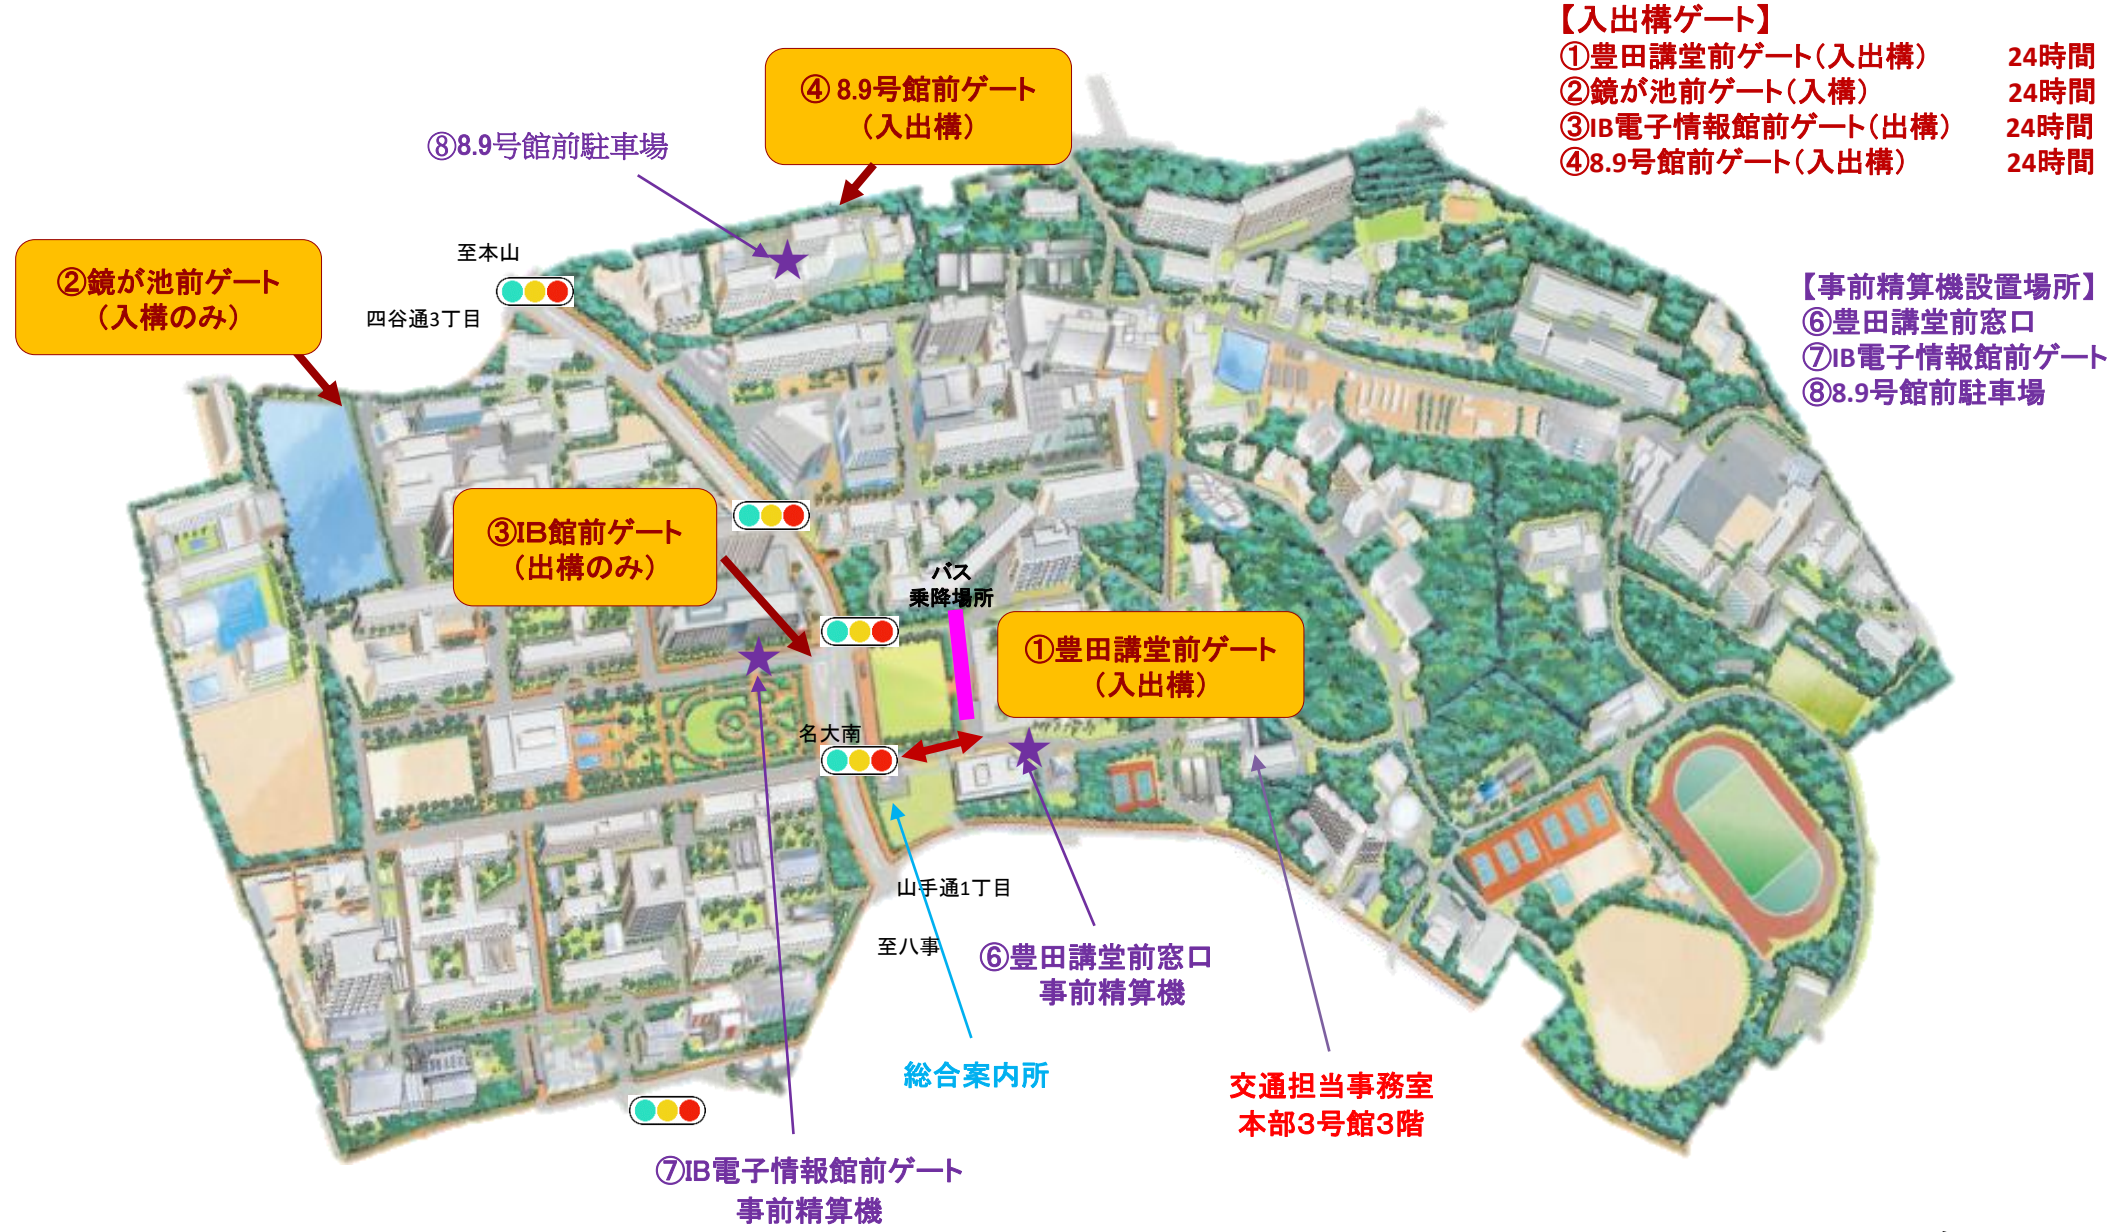 【入出構ゲート】
①豊田講堂前ゲート(入出構) 24時間
②鏡が池前ゲート(入構) 24時間
③IB電子情報館前ゲート(出構) 24時間
④8.9号館前ゲート(入出構) 24時間
④ 8.9号館前ゲート
(入出構)
⑧8.9号館前駐車場
至本山
四谷通3丁目
②鏡が池前ゲート
(入構のみ)
【事前精算機設置場所】
⑥豊田講堂前窓口
⑦IB電子情報館前ゲート
⑧8.9号館前駐車場
③IB館前ゲート
(出構のみ)
バス
乗降場所
①豊田講堂前ゲート
(入出構)
名大南
山手通1丁目
至八事
⑥豊田講堂前窓口
事前精算機
総合案内所
交通担当事務室
本部3号館3階
⑦IB電子情報館前ゲート
事前精算機